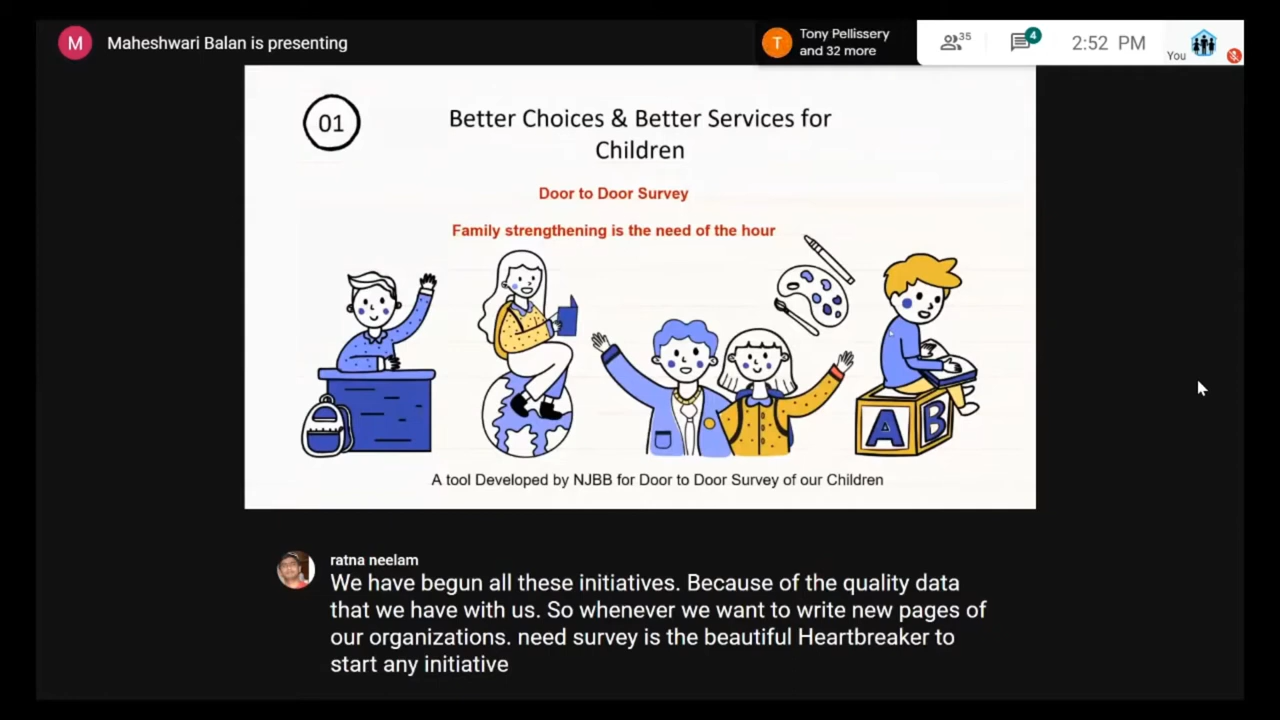 M
Maheshwari Balan is presenting
T
Tony Pellissery
and 32 more
35
4
2:52 PM
You
01
Better Choices & Better Services for
Children
Door to Door Survey
Family strengthening is the need of the hour
A B
A tool Developed by NJBB for Door to Door Survey of our Children
ratna neelam
We have begun all these initiatives. Because of the quality data
that we have with us. So whenever we want to write new pages of
our organizations. need survey is the beautiful Heartbreaker to
start any initiative